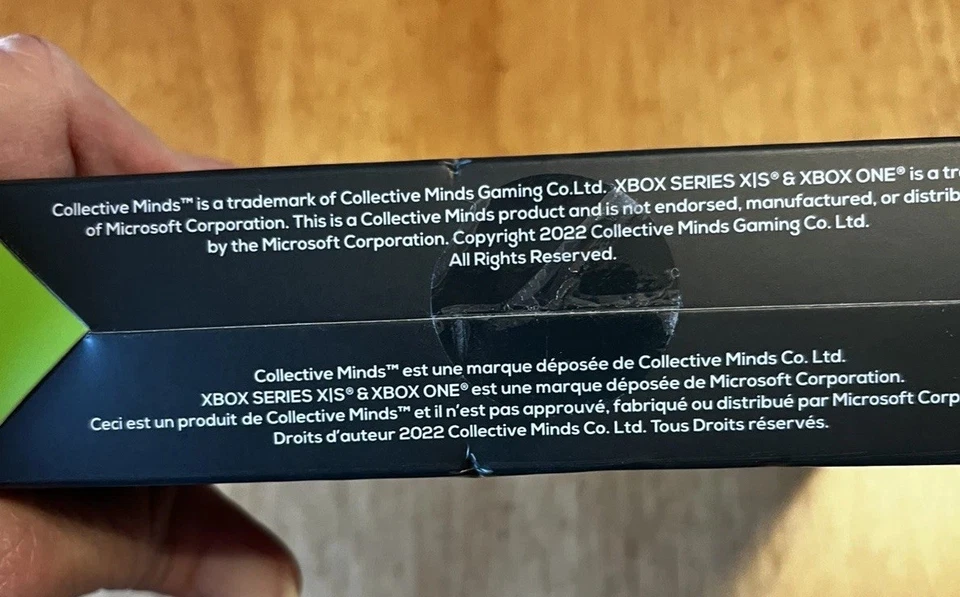 Collective Minds™ is a trademark of Collective Minds Gaming Co.Ltd. XBOX SERIES X|S® & XBOX ONE® is a
of Microsoft Corporation. This is a Collective Minds product and is not endorsed, manufactured, or
by the Microsoft Corporation. Copyright 2022 Collective Minds Gaming Co. Ltd.
All Rights Reserved.
Collective Minds™ est une marque déposée de Collective Minds Co. Ltd.
XBOX SERIES X|S® & XBOX ONE® est une marque déposée de Microsoft Corporation.
Ceci est un produit de Collective Minds™ et il n'est pas approuvé, fabriqué ou distribué par Microsoft
Droits d'auteur 2022 Collective Minds Co. Ltd. Tous Droits réservés.